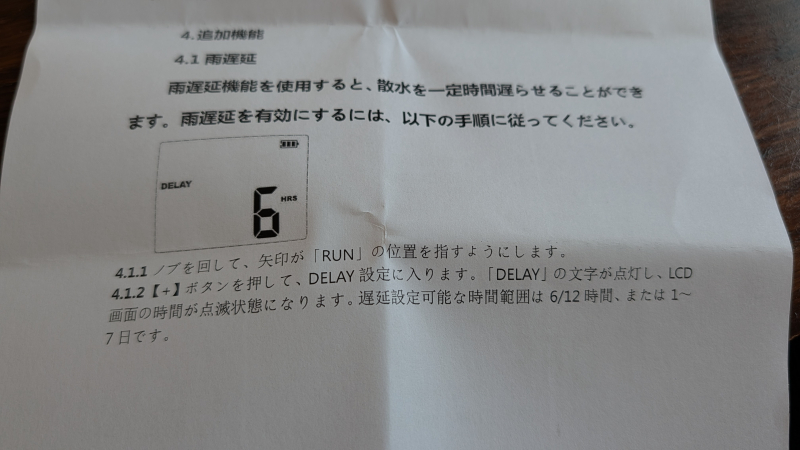 4.追加機能
4.1 雨遅延
雨遅延機能を使用すると、散水を一定時間遅らせることができ
ます。雨遅延を有効にするには、以下の手順に従ってください。
DELAY
6 HRS
4.1.1 ノブを回して、矢印が「RUN」の位置を指すようにします。
4.1.2【+】ボタンを押して、DELAY 設定に入ります。「DELAY」の文字が点灯し、LCD
画面の時間が点滅状態になります。遅延設定可能な時間範囲は 6/12 時間、または 1～
7 日です。